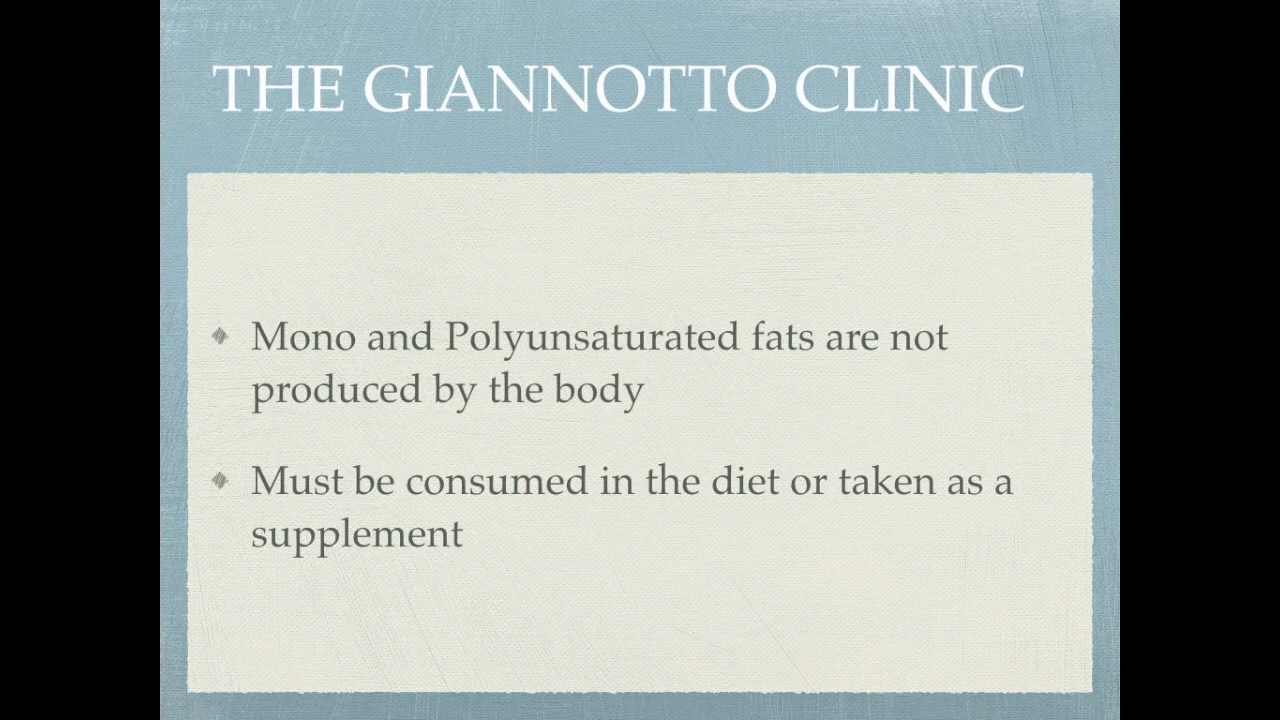 THE GIANNOTTO CLINIC
Mono and Polyunsaturated fats are not
produced by the body
Must be consumed in the diet or taken as a
supplement